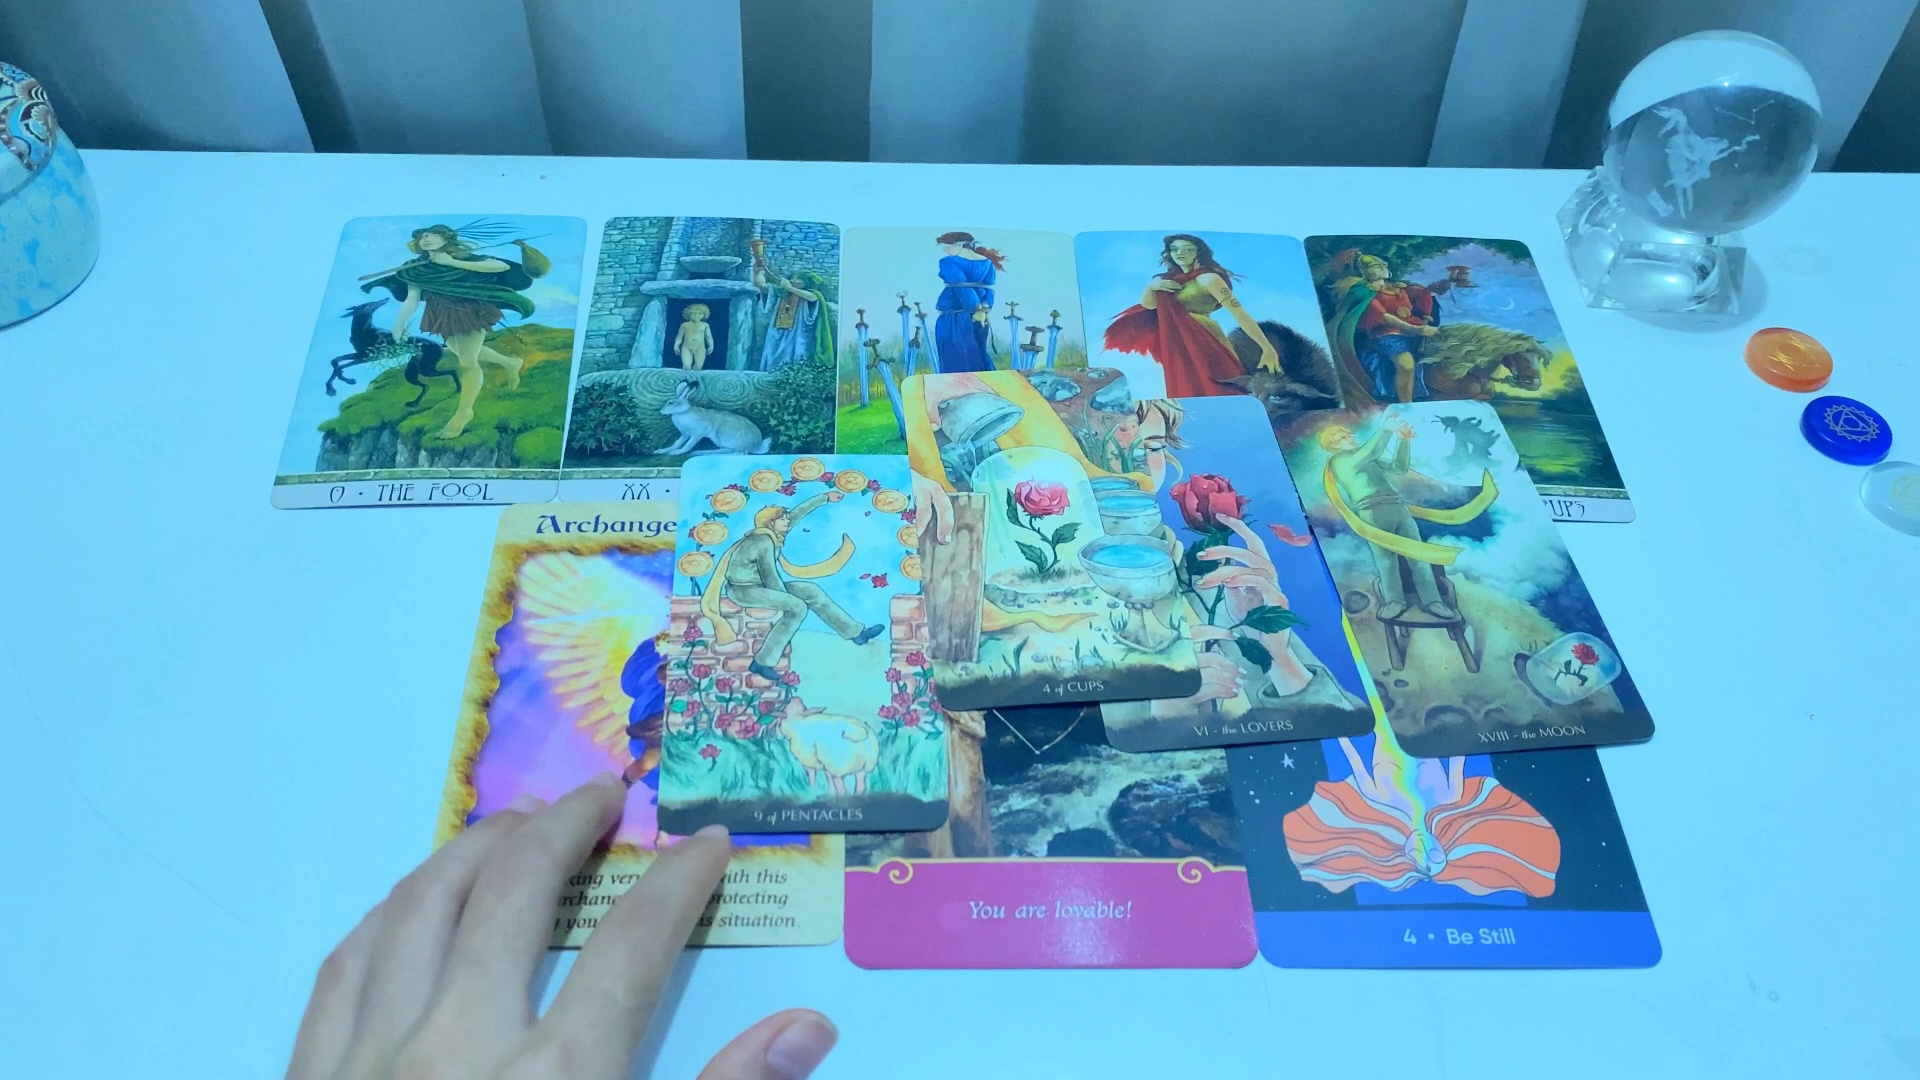 0 • THE FOOL
XX •
Archange
9 of PENTACLES
4 of CUPS
VI - the LOVERS
XVIII - the MOON
with this
protecting
you
situation.
You are lovable!
4 • Be Still